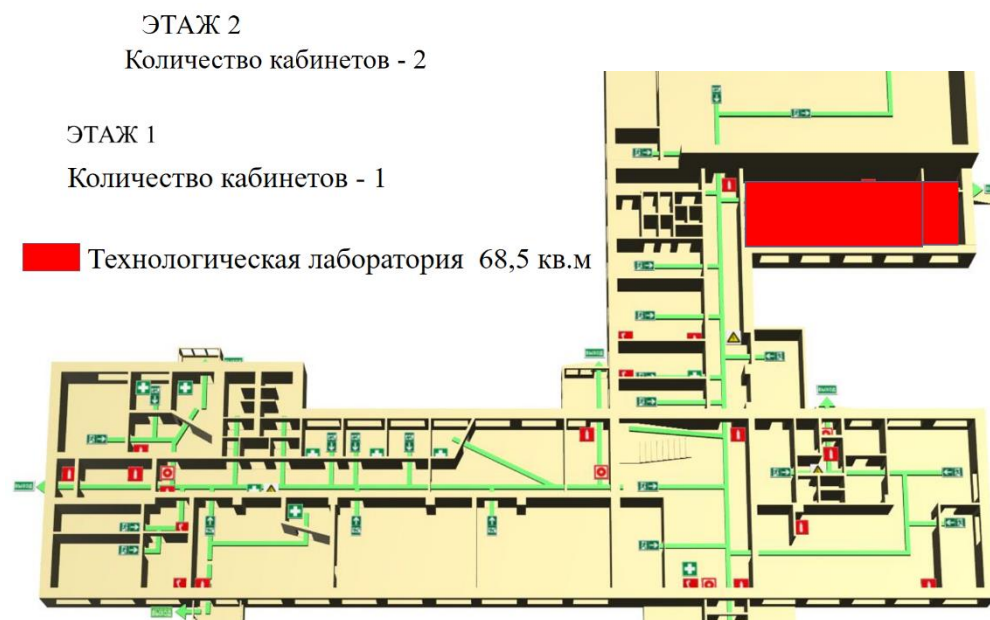 ЭТАЖ 2
Количество кабинетов - 2
ЭТАЖ 1
Количество кабинетов - 1
Технологическая лаборатория 68,5 кв.м